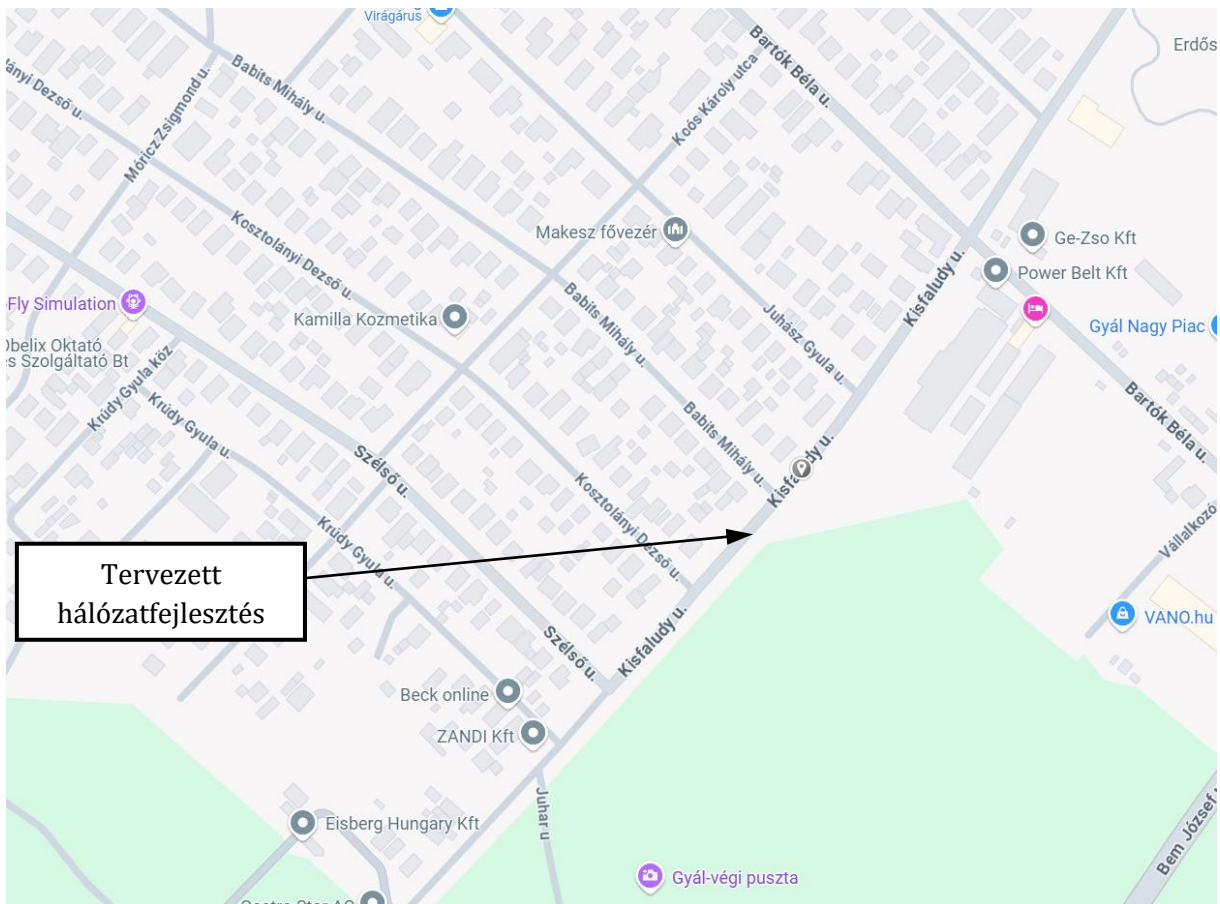 Virágárus
Erdős
Bartók Béla u.
Babits Mihály u.
Móricz Zsigmond u.
Koós Károly utca
Kosztolányi Dezső u.
Makesz fővezér
Ge-Zso Kft
Power Belt Kft
Kisfaludy u.
Fly Simulation
Kamilla Kozmetika
Babits Mihály u.
Juhász Gyula u.
Gyál Nagy Piac
Obelix Oktató
és Szolgáltató Bt
Krúdy Gyula köz
Krúdy Gyula u.
Babits Mihály u.
Bartók Béla u.
Szélső u.
Kisfaludy u.
Kosztolányi Dezső u.
Vállalkozó
Krúdy Gyula u.
Tervezett
hálózatfejlesztés
VANO.hu
Szélső u.
Kisfaludy u.
Beck online
ZANDI Kft
Juhar u
Eisberg Hungary Kft
Bem József u
Gyál-végi puszta